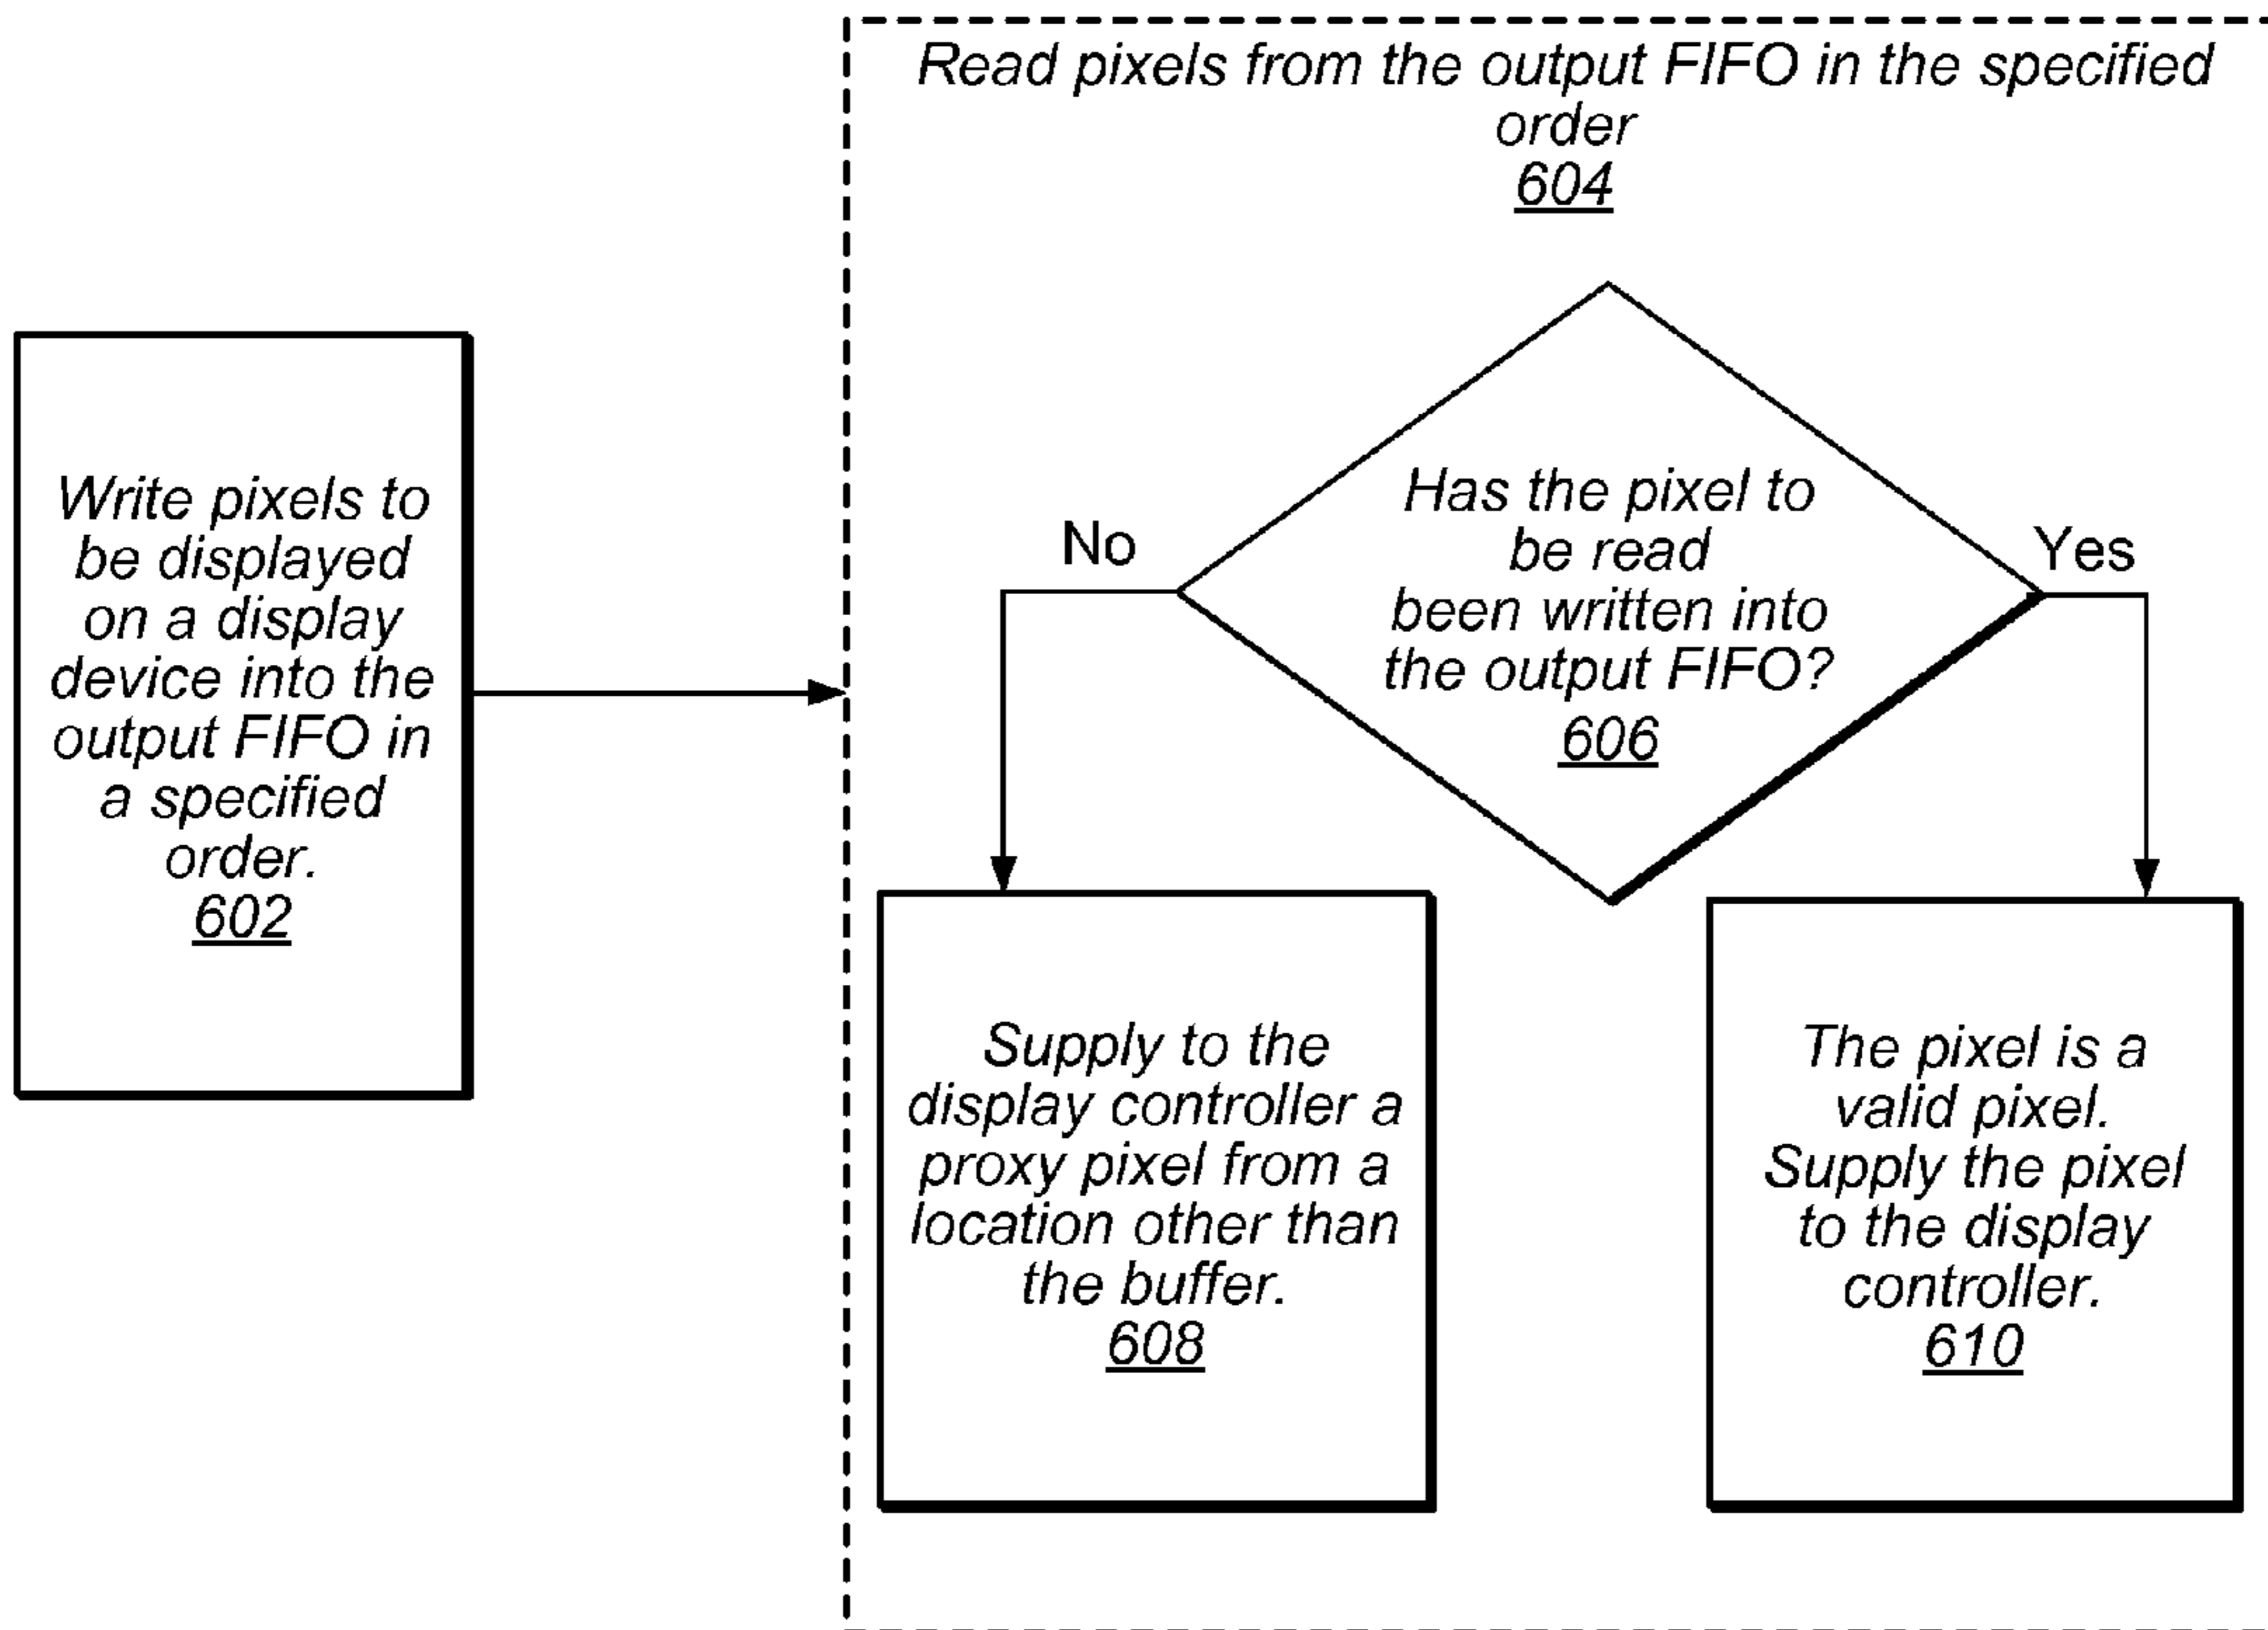 Read pixels from the output FIFO in the specified
order
604
Write pixels to
be displayed
on a display
device into the
output FIFO in
a specified
order.
602
Has the pixel to
be read
been written into
the output FIFO?
606
No
Yes
Supply to the
display controller a
proxy pixel from a
location other than
the buffer.
608
The pixel is a
valid pixel.
Supply the pixel
to the display
controller.
610